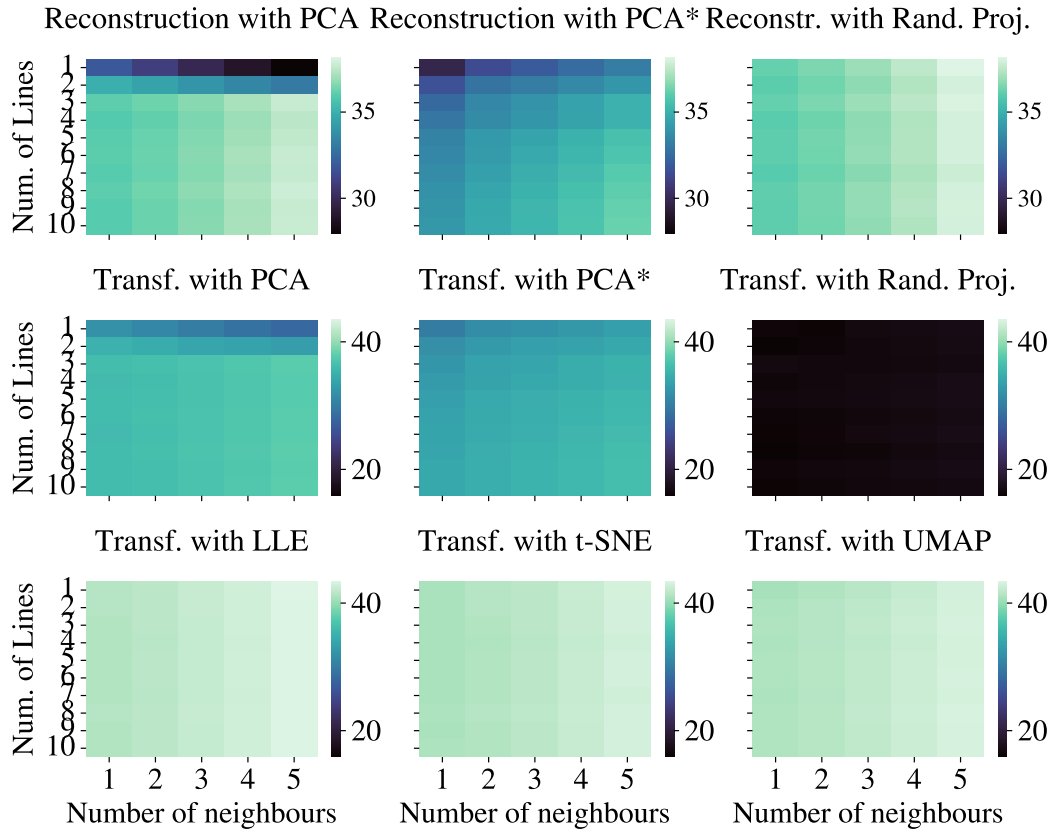 Reconstruction with PCA
Reconstruction with PCA*
Reconstr. with Rand. Proj.
Num. of Lines
1
2
3
4
5
6
7
8
9
10
35
30
35
30
35
30
Transf. with PCA
Transf. with PCA*
Transf. with Rand. Proj.
Num. of Lines
1
2
3
4
5
6
7
8
9
10
40
20
40
20
40
20
Transf. with LLE
Transf. with t-SNE
Transf. with UMAP
Num. of Lines
1
2
3
4
5
6
7
8
9
10
40
20
40
20
40
20
1 2 3 4 5
1 2 3 4 5
1 2 3 4 5
Number of neighbours
Number of neighbours
Number of neighbours